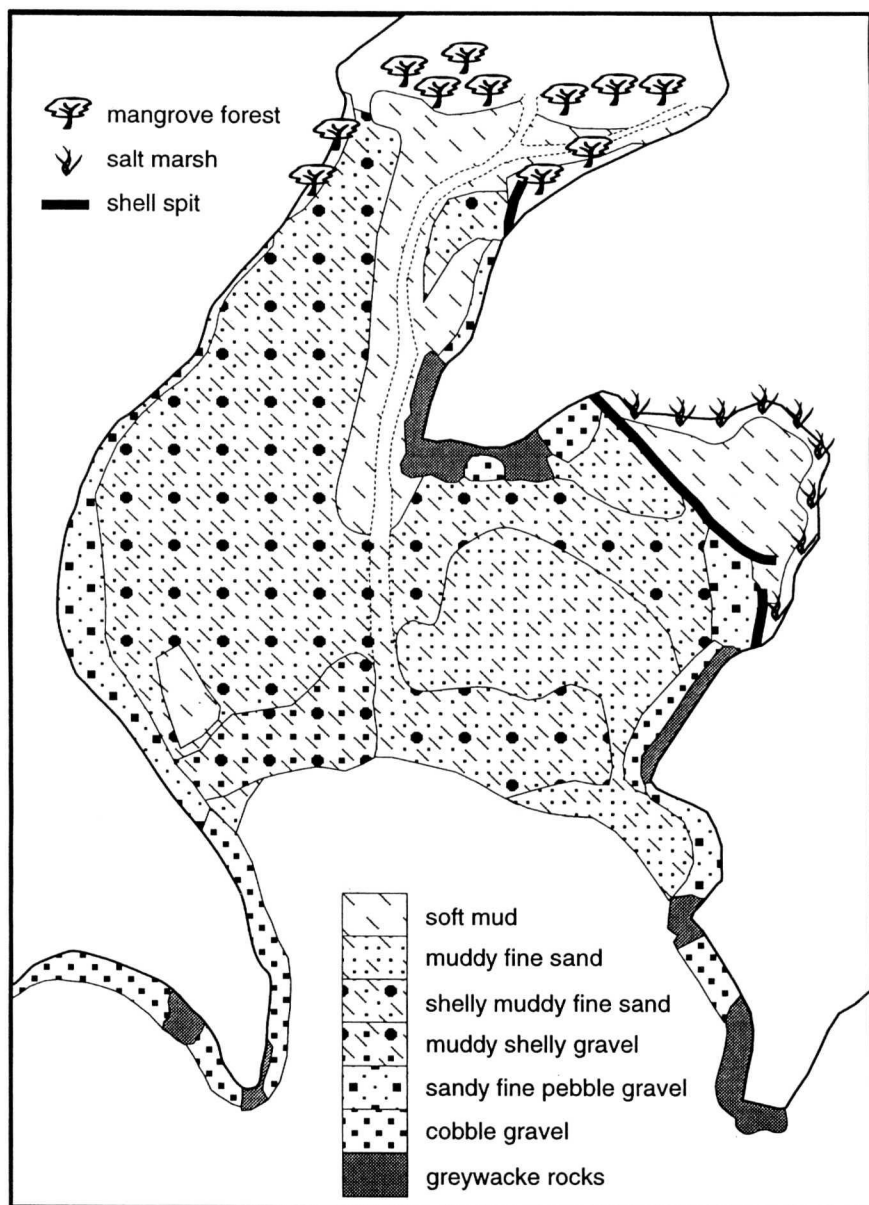 mangrove forest
salt marsh
shell spit
soft mud
muddy fine sand
shelly muddy fine sand
muddy shelly gravel
sandy fine pebble gravel
cobble gravel
greywacke rocks